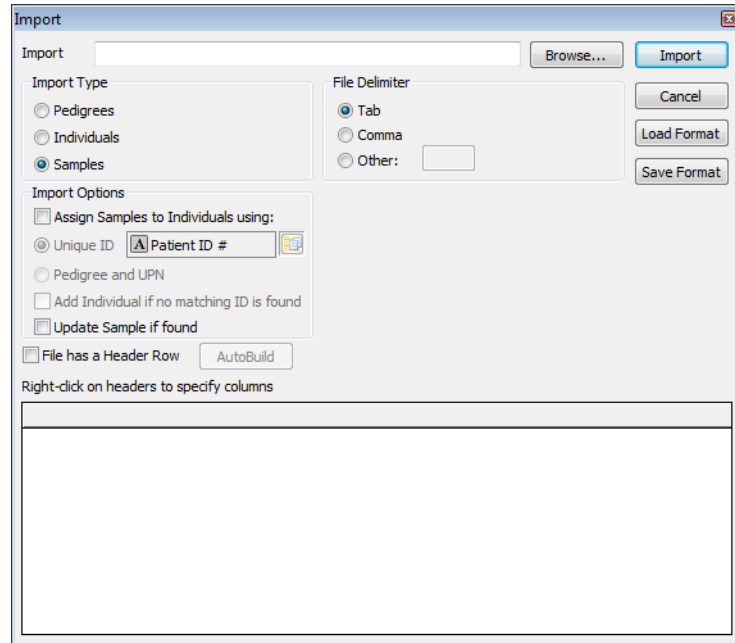 Import
Import Browse... Import
Import Type File Delimiter
Cancel
Pedigrees Tab
Individuals Comma Load Format
Samples Other:
Save Format
Import Options
Assign Samples to Individuals using:
Unique ID A Patient ID #
Pedigree and UPN
Add Individual if no matching ID is found
Update Sample if found
File has a Header Row AutoBuild
Right-click on headers to specify columns